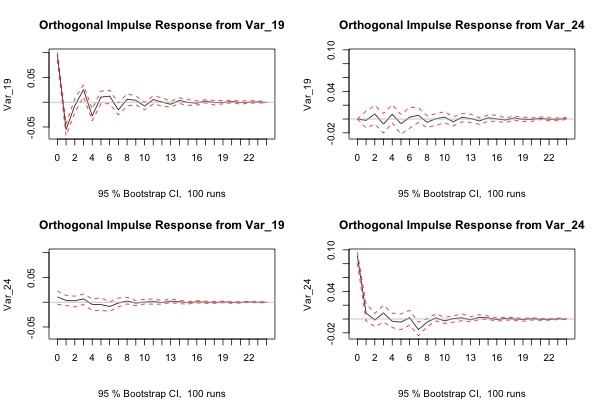 Orthogonal Impulse Response from Var_19
Var_19
0.05
-0.05
0 2 4 6 8 10 13 16 19 22
95 % Bootstrap CI,  100 runs
Orthogonal Impulse Response from Var_24
Var_19
0.10
0.04
-0.02
0 2 4 6 8 10 13 16 19 22
95 % Bootstrap CI,  100 runs
Orthogonal Impulse Response from Var_19
Var_24
0.05
-0.05
0 2 4 6 8 10 13 16 19 22
95 % Bootstrap CI,  100 runs
Orthogonal Impulse Response from Var_24
Var_24
0.10
0.04
-0.02
0 2 4 6 8 10 13 16 19 22
95 % Bootstrap CI,  100 runs